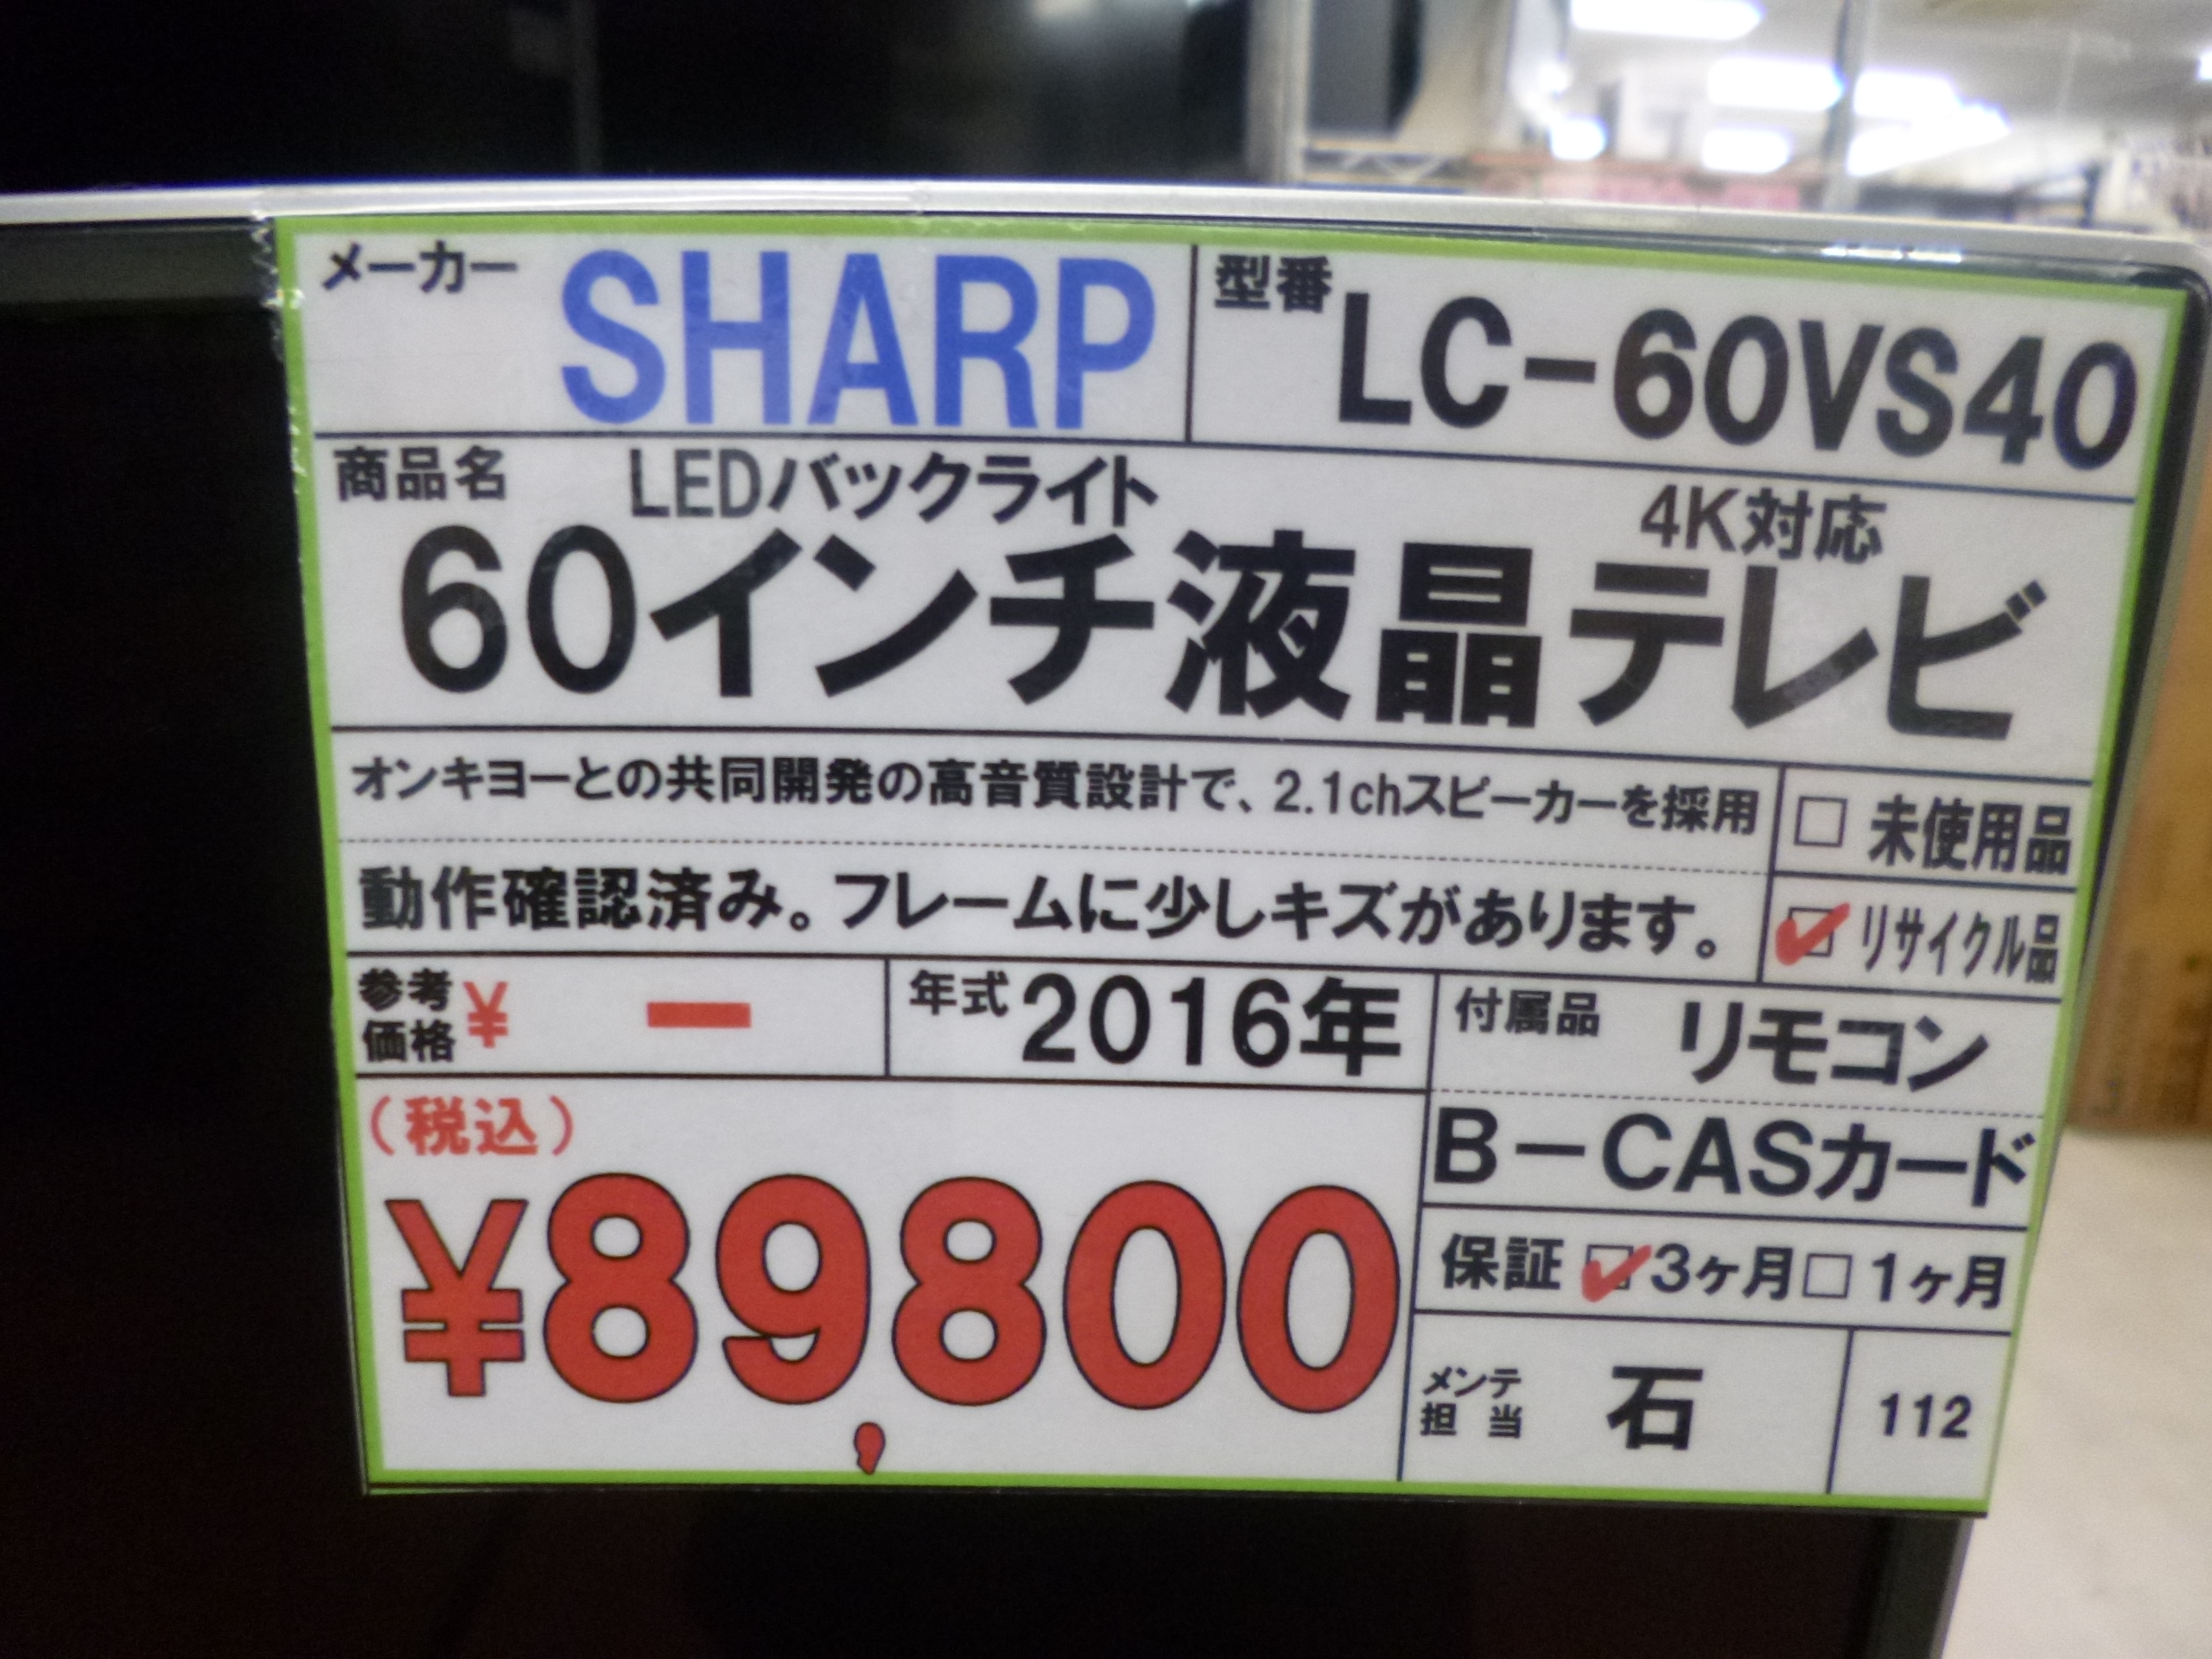 メーカー SHARP 型番 LC-60VS40
商品名 LEDバックライト 4K対応
60インチ液晶テレビ
オンキヨーとの共同開発の高音質設計で、2.1chスピーカーを採用 □ 未使用品
動作確認済み。フレームに少しキズがあります。 ☑ リサイクル品
参考価格 ¥ ー 年式 2016年 付属品 リモコン
B-CASカード
(税込)
¥89,800
保証 ☑ 3ヶ月 □ 1ヶ月
メンテ担当 石 112